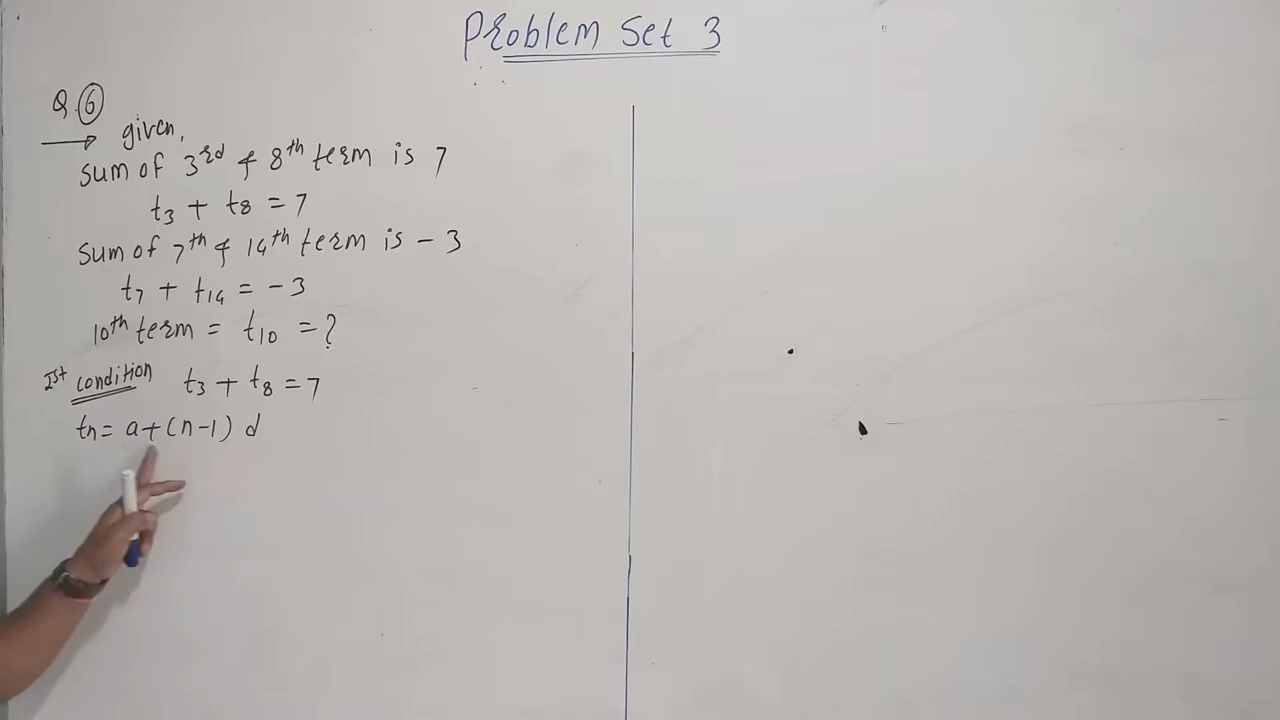 Problem Set 3
Q.6
→ given,
sum of 3rd & 8th term is 7
t3 + t8 = 7
sum of 7th & 14th term is - 3
t7 + t14 = - 3
10th term = t10 = ?
Ist condition t3 + t8 = 7
tn = a+(n-1) d